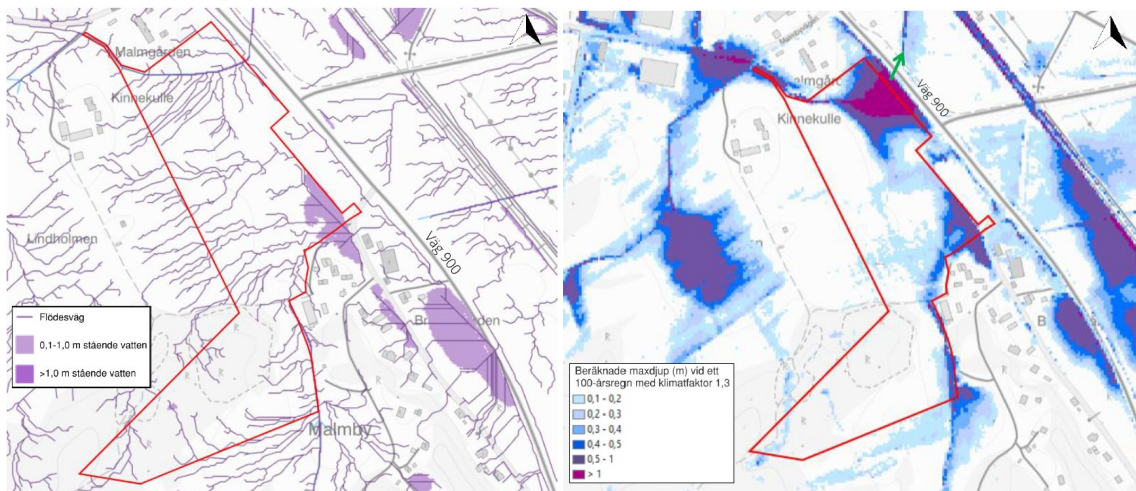 Malmgården
Kinnekulle
Lindholmen
Väg 900
Malmby
Flödesväg
0,1-1,0 m stående vatten
>1,0 m stående vatten
Kinnekulle
Väg 900
Beräknade maxdjup (m) vid ett
100-årsregn med klimatfaktor 1,3
0,1 - 0,2
0,2 - 0,3
0,3 - 0,4
0,4 - 0,5
0,5 - 1
> 1